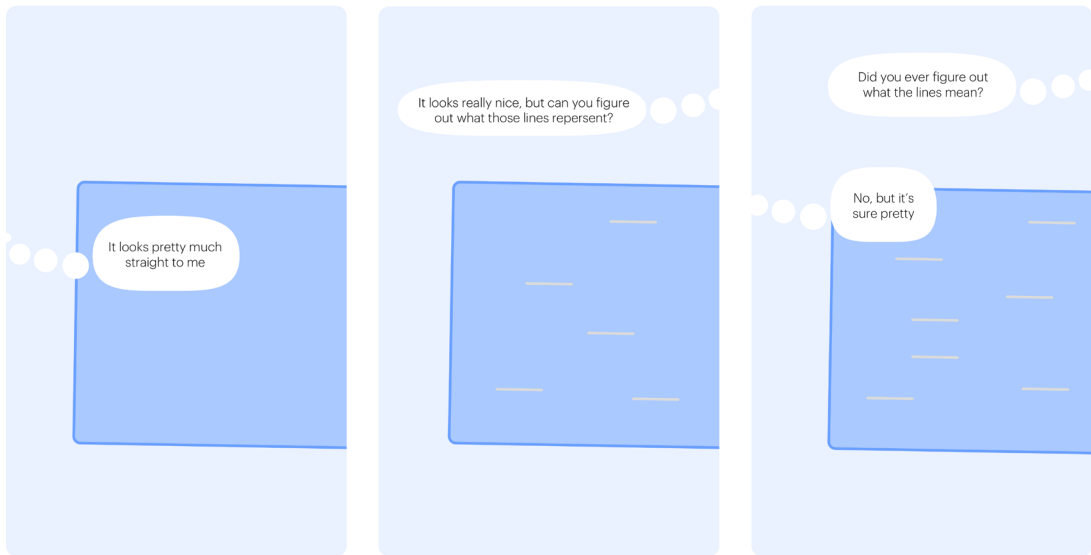 It looks pretty much
straight to me
It looks really nice, but can you figure
out what those lines repersent?
Did you ever figure out
what the lines mean?
No, but it's
sure pretty